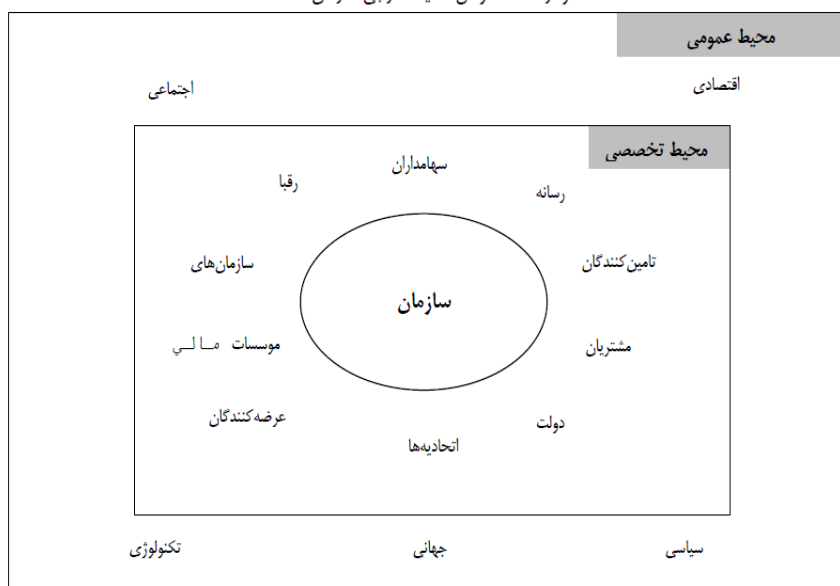 محیط عمومی
اقتصادی
اجتماعی
محیط تخصصی
سهامداران
رسانه
رقبا
تامین‌کنندگان
سازمان‌های
سازمان
مشتریان
موسسات مـالـي
دولت
عرضه‌کنندگان
اتحادیه‌ها
سیاسی
جهانی
تکنولوژی